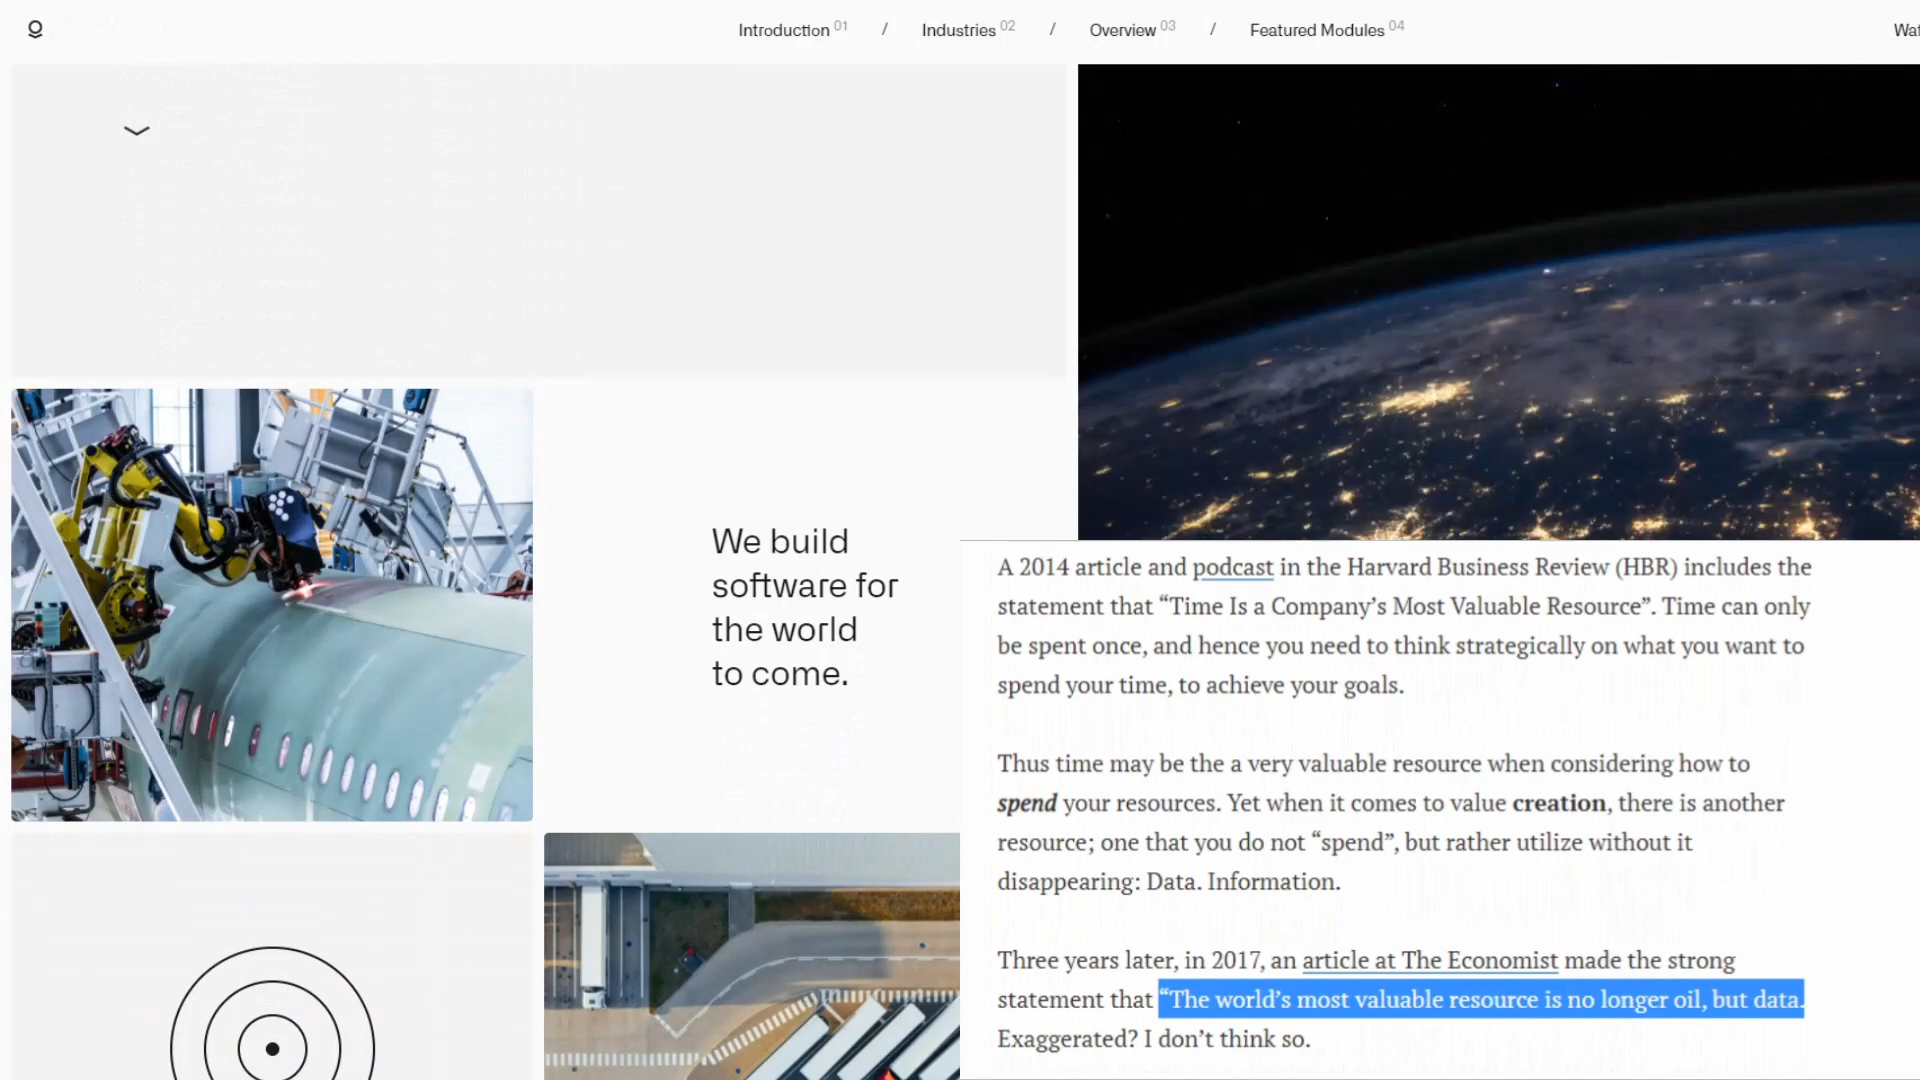 Introduction 01 / Industries 02 / Overview 03 / Featured Modules 04
We build
software for
the world
to come.
A 2014 article and podcast in the Harvard Business Review (HBR) includes the
statement that “Time Is a Company’s Most Valuable Resource”. Time can only
be spent once, and hence you need to think strategically on what you want to
spend your time, to achieve your goals.
Thus time may be the a very valuable resource when considering how to
spend your resources. Yet when it comes to value creation, there is another
resource; one that you do not “spend”, but rather utilize without it
disappearing: Data. Information.
Three years later, in 2017, an article at The Economist made the strong
statement that “The world’s most valuable resource is no longer oil, but data.
Exaggerated? I don’t think so.